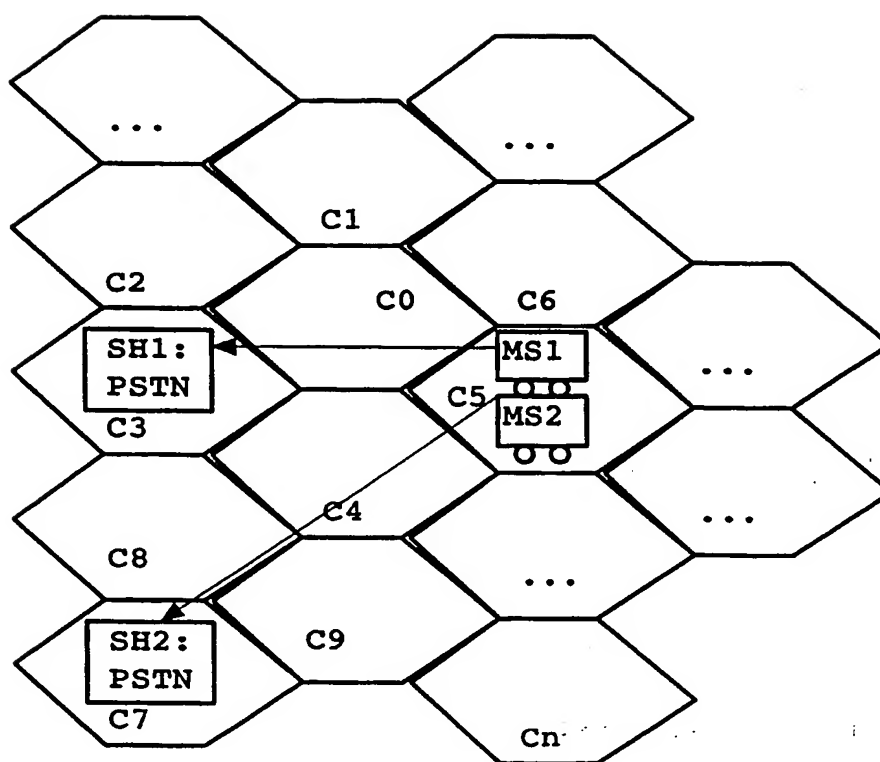 ...
...
C1
C2
C0
C6
SH1:
PSTN
MS1
...
C5
MS2
C3
C4
...
C8
...
SH2:
PSTN
C9
C7
Cn